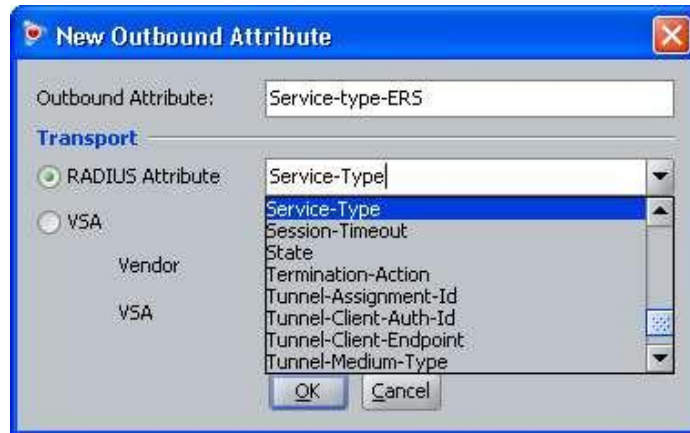 New Outbound Attribute
Outbound Attribute: Service-type-ERS
Transport
RADIUS Attribute Service-Type
Service-Type
VSA
Session-Timeout
State
Vendor
Termination-Action
Tunnel-Assignment-Id
VSA
Tunnel-Client-Auth-Id
Tunnel-Client-Endpoint
Tunnel-Medium-Type
OK Cancel